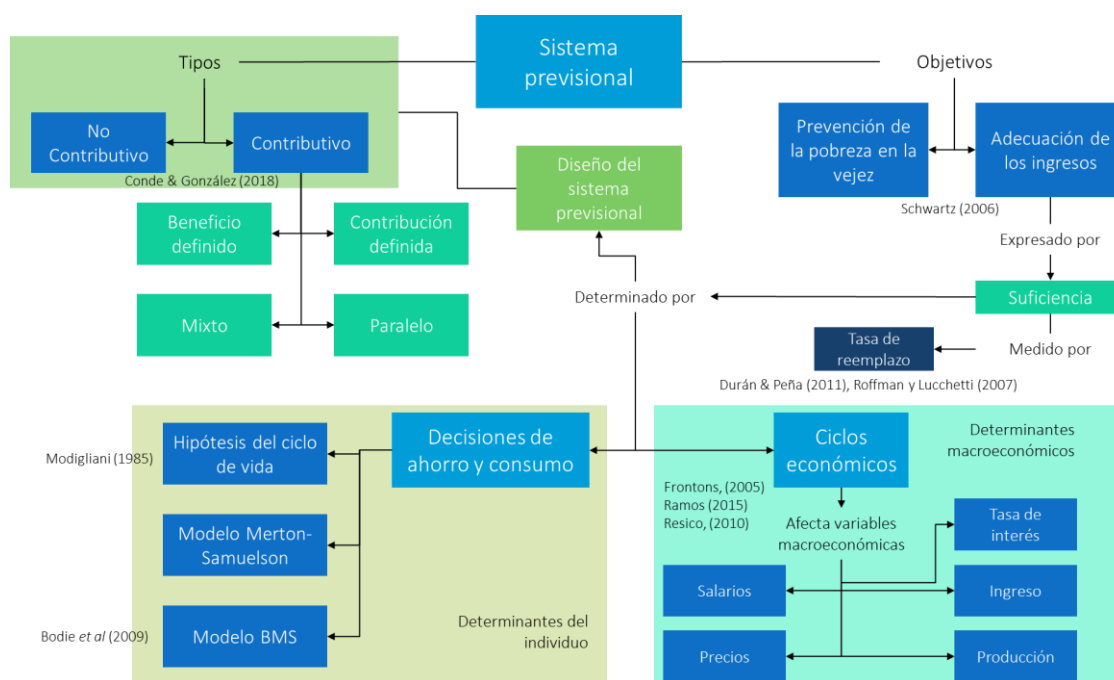 Sistema
previsional
Tipos
No
Contributivo
Contributivo
Conde & González (2018)
Beneficio
definido
Contribución
definida
Mixto
Paralelo
Diseño del
sistema
previsional
Objetivos
Prevención de
la pobreza en la
vejez
Adecuación de
los ingresos
Schwartz (2006)
Expresado por
Suficiencia
Determinado por
Medido por
Tasa de
reemplazo
Durán & Peña (2011), Roffman y Lucchetti (2007)
Decisiones de
ahorro y consumo
Hipótesis del ciclo
de vida
Modigliani (1985)
Modelo Merton-
Samuelson
Modelo BMS
Bodie et al (2009)
Determinantes del
individuo
Ciclos
económicos
Determinantes
macroeconómicos
Frontons, (2005)
Ramos (2015)
Resico, (2010)
Afecta variables
macroeconómicas
Tasa de
interés
Salarios
Ingreso
Precios
Producción